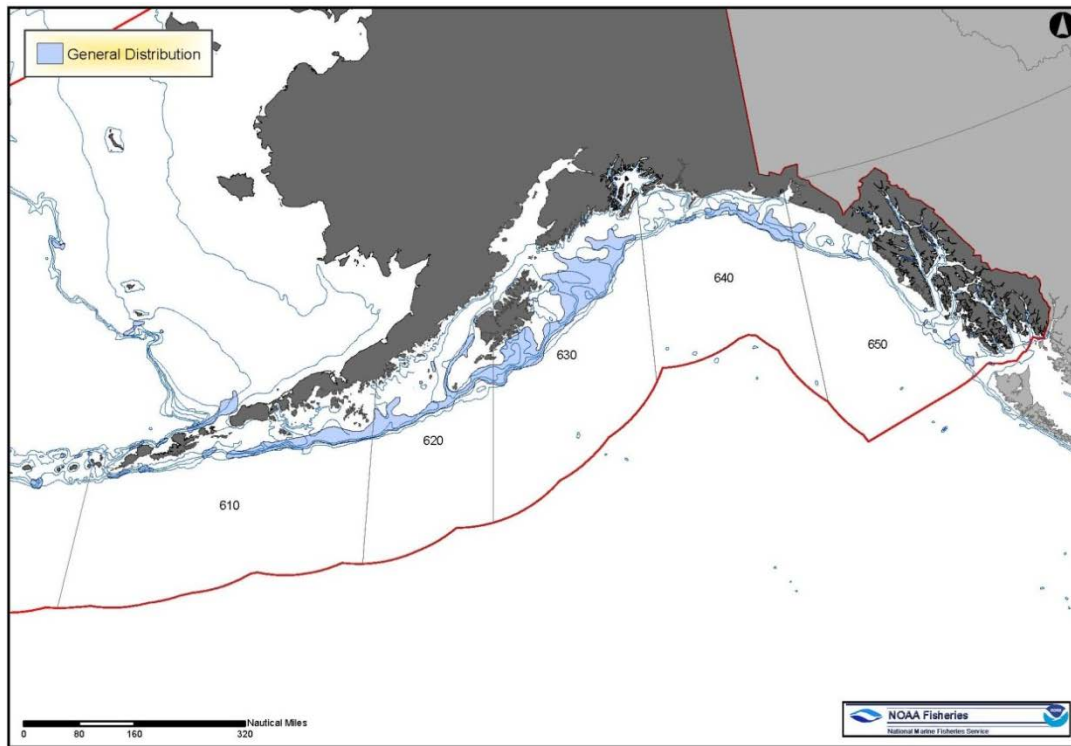 General Distribution
640
650
630
620
610
Nautical Miles
0 80 160 320
NOAA Fisheries
National Marine Fisheries Service